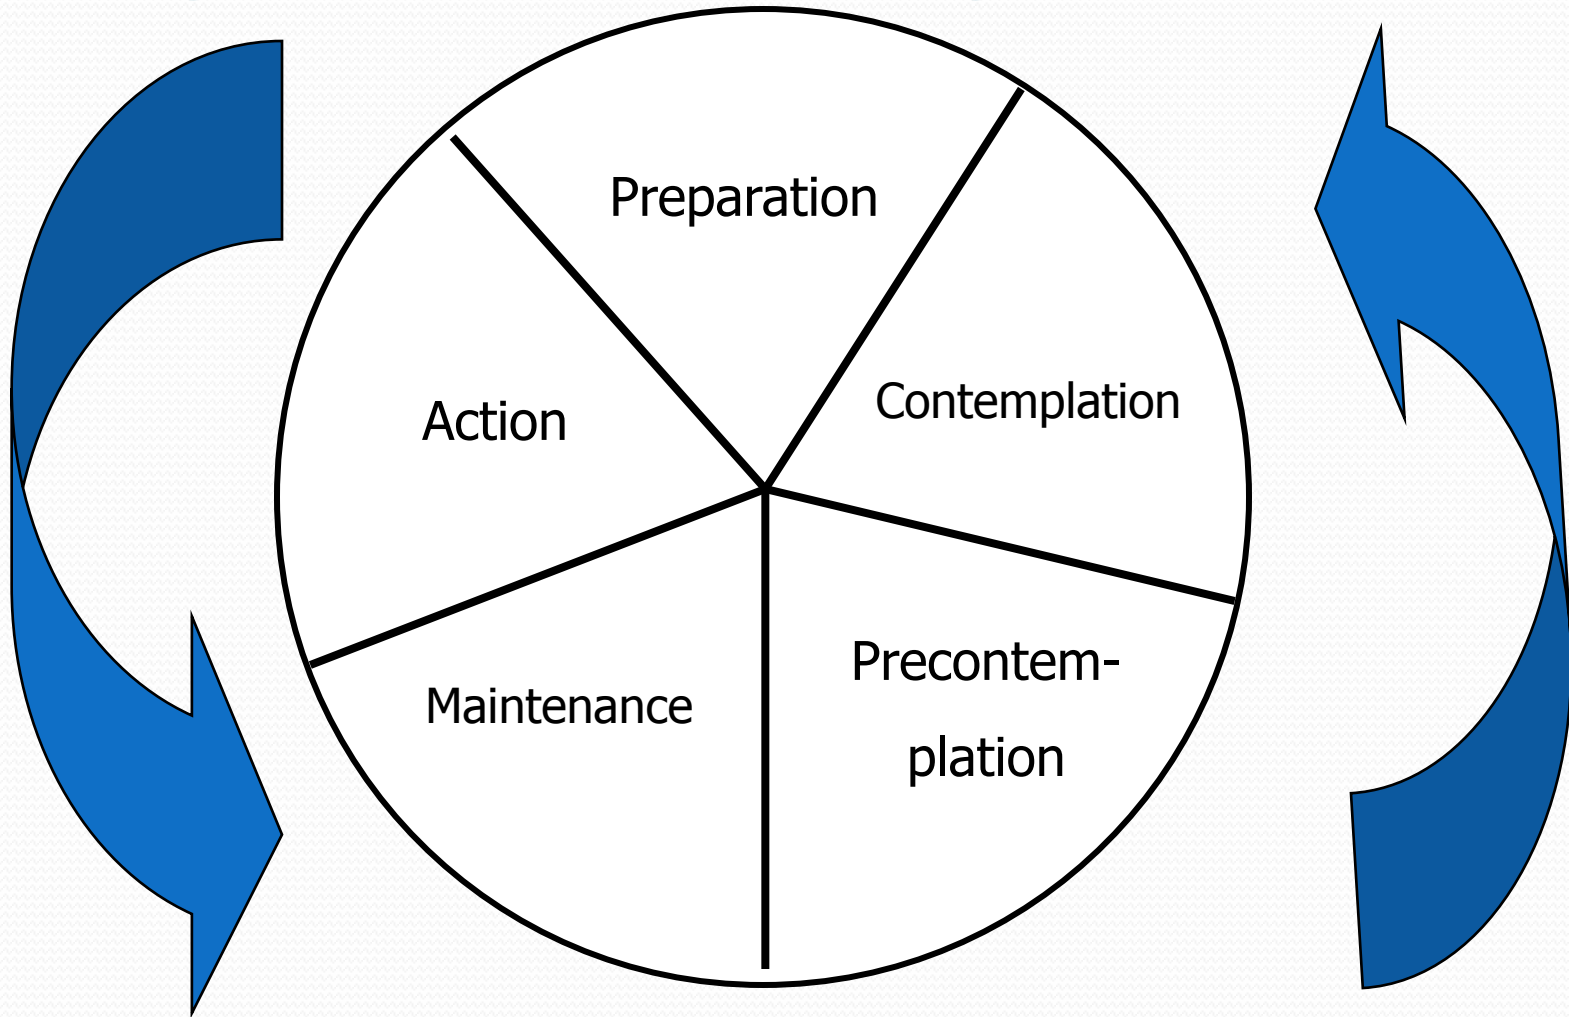 Preparation
Contemplation
Action
Precontem-
plation
Maintenance